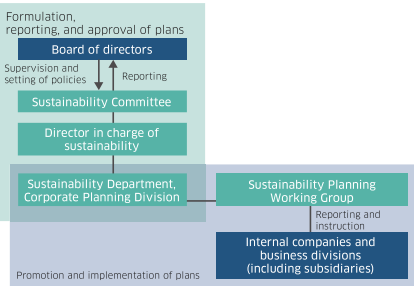 Formulation,
reporting, and approval of plans
Board of directors
Supervision and
setting of policies
Reporting
Sustainability Committee
Director in charge of
sustainability
Sustainability Department,
Corporate Planning Division
Sustainability Planning
Working Group
Reporting and
instruction
Internal companies and
business divisions
(including subsidiaries)
Promotion and implementation of plans